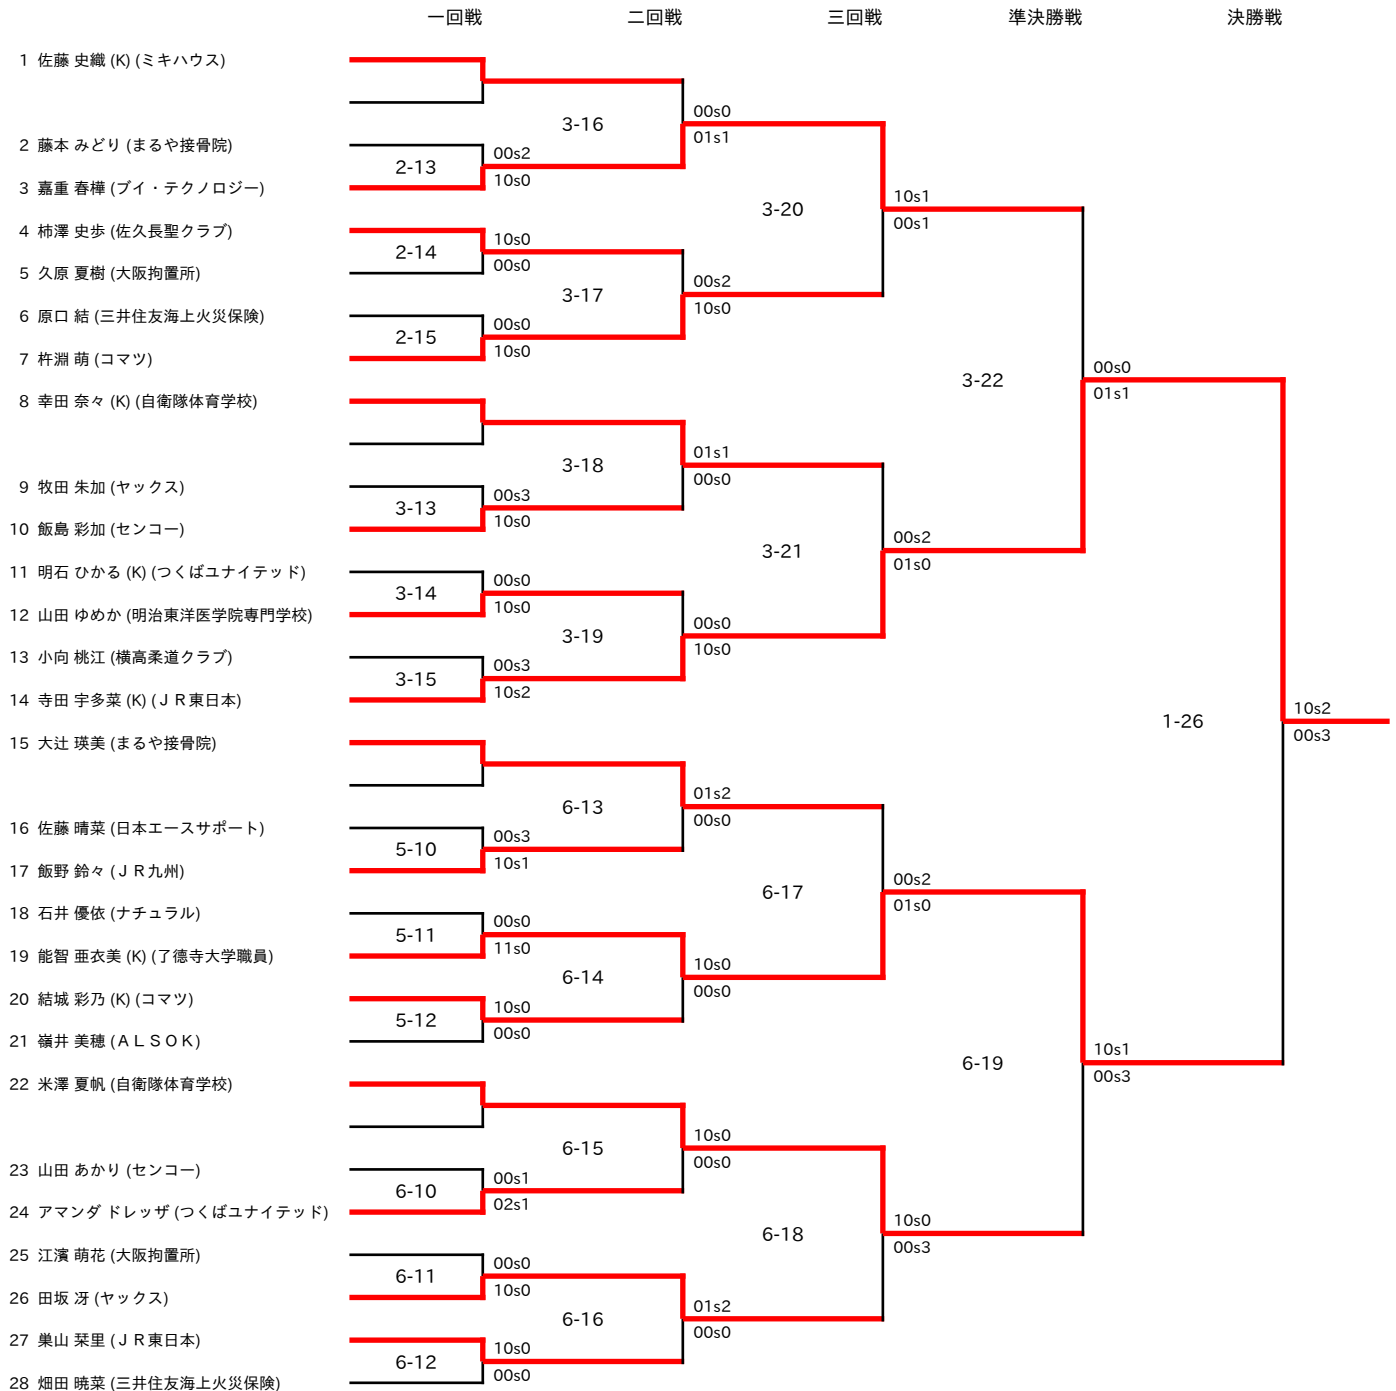 一回戦 二回戦 三回戦 準決勝戦 決勝戦
1 佐藤 史織 (K) (ミキハウス)
00s0
3-16
01s1
2 藤本 みどり (まるや接骨院)
00s2
2-13
10s0
3 嘉重 春樺 (ブイ・テクノロジー)
10s1
3-20
00s1
4 柿澤 史歩 (佐久長聖クラブ)
10s0
2-14
00s0
5 久原 夏樹 (大阪拘置所)
00s2
3-17
10s0
6 原口 結 (三井住友海上火災保険)
00s0
2-15
10s0
7 杵淵 萌 (コマツ)
00s0
3-22
01s1
8 幸田 奈々 (K) (自衛隊体育学校)
01s1
3-18
00s0
9 牧田 朱加 (ヤックス)
00s3
3-13
10s0
10 飯島 彩加 (センコー)
00s2
3-21
01s0
11 明石 ひかる (K) (つくばユナイテッド)
00s0
3-14
10s0
12 山田 ゆめか (明治東洋医学院専門学校)
00s0
3-19
10s0
13 小向 桃江 (横高柔道クラブ)
00s3
3-15
10s2
14 寺田 宇多菜 (K) (ＪＲ東日本)
10s2
1-26
00s3
15 大辻 瑛美 (まるや接骨院)
01s2
6-13
00s0
16 佐藤 晴菜 (日本エースサポート)
00s3
5-10
10s1
17 飯野 鈴々 (ＪＲ九州)
00s2
6-17
01s0
18 石井 優依 (ナチュラル)
00s0
5-11
11s0
19 能智 亜衣美 (K) (了德寺大学職員)
10s0
6-14
00s0
20 結城 彩乃 (K) (コマツ)
10s0
5-12
00s0
21 嶺井 美穂 (ＡＬＳＯＫ)
10s1
6-19
00s3
22 米澤 夏帆 (自衛隊体育学校)
10s0
6-15
00s0
23 山田 あかり (センコー)
00s1
6-10
02s1
24 アマンダ ドレッザ (つくばユナイテッド)
10s0
6-18
00s3
25 江濱 萌花 (大阪拘置所)
00s0
6-11
10s0
26 田坂 冴 (ヤックス)
01s2
6-16
00s0
27 巣山 栞里 (ＪＲ東日本)
10s0
6-12
00s0
28 畑田 暁菜 (三井住友海上火災保険)